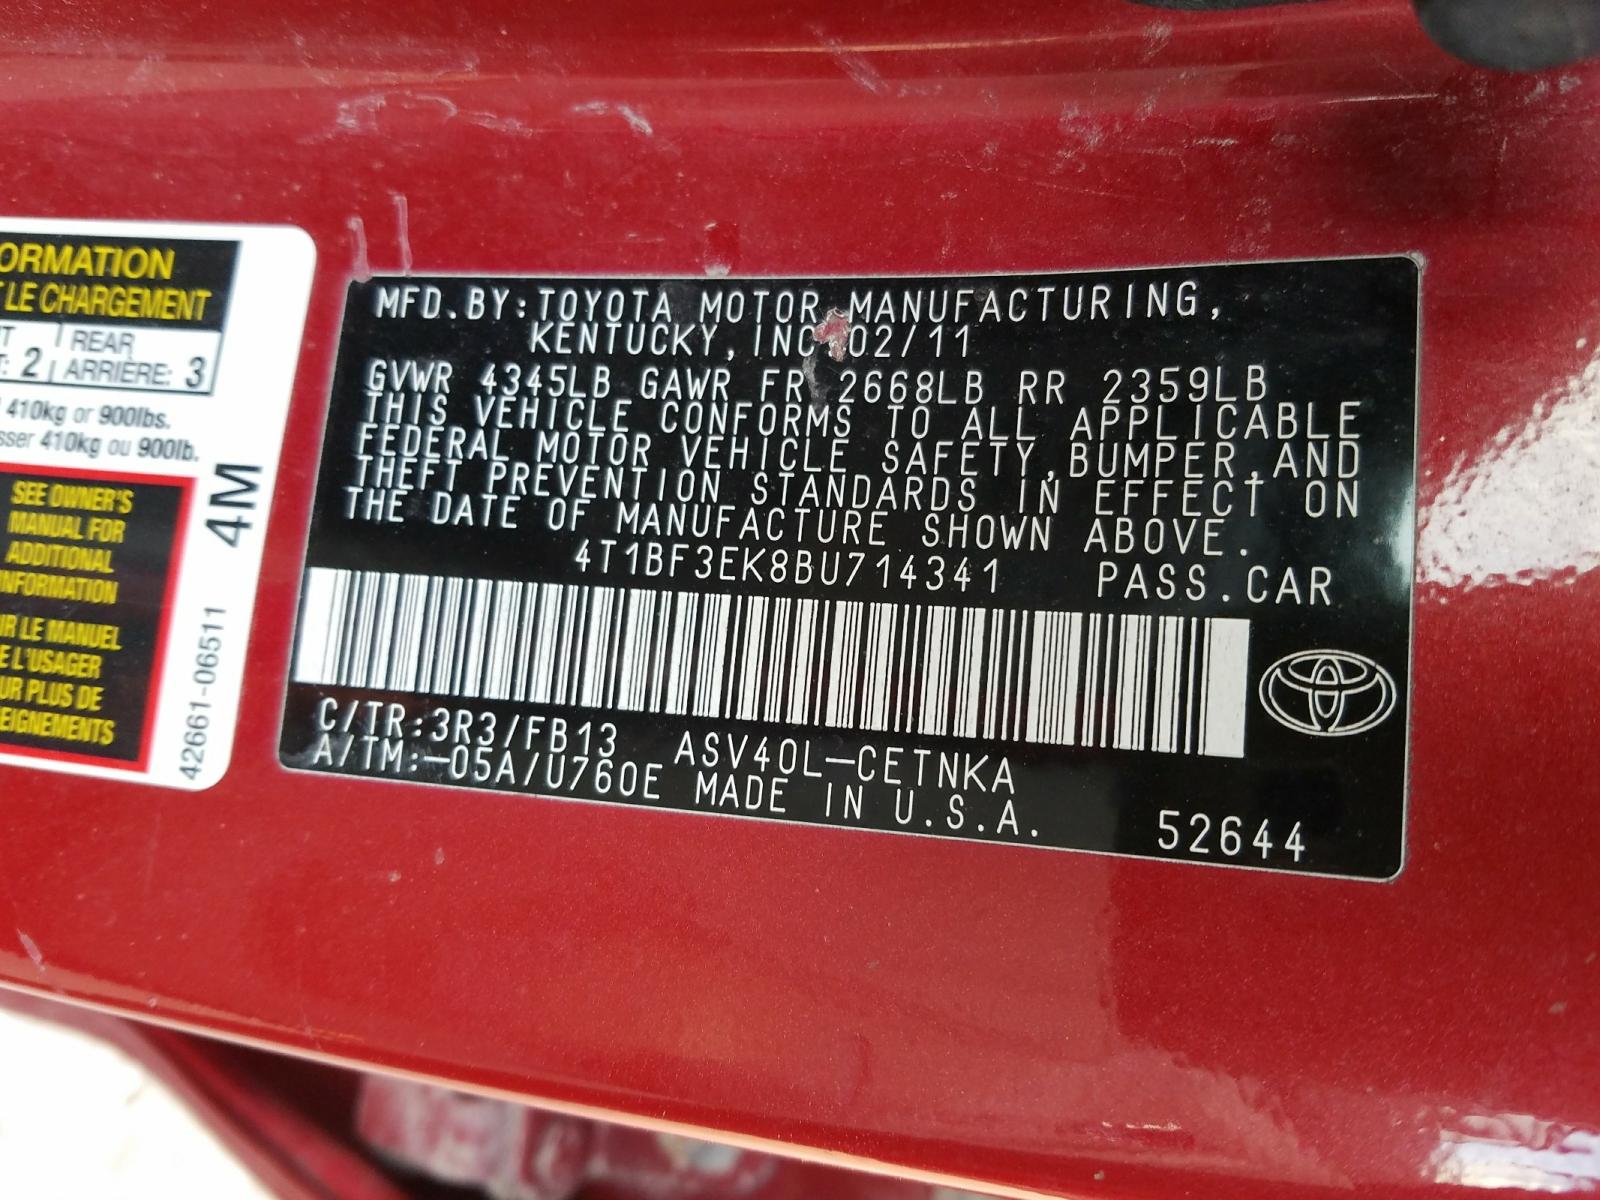 ORMATION
LE CHARGEMENT
REAR
: 2 ARRIÈRE: 3
410kg or 900lbs.
sser 410kg ou 900lb.
SEE OWNER'S
MANUAL FOR
ADDITIONAL
INFORMATION
IR LE MANUEL
E L'USAGER
UR PLUS DE
EIGNEMENTS
4M
42661-06511
MFD.BY:TOYOTA MOTOR MANUFACTURING,
KENTUCKY,INC. 02/11
GVWR 4345LB GAWR FR 2668LB RR 2359LB
THIS VEHICLE CONFORMS TO ALL APPLICABLE
FEDERAL MOTOR VEHICLE SAFETY,BUMPER,AND
THEFT PREVENTION STANDARDS IN EFFECT ON
THE DATE OF MANUFACTURE SHOWN ABOVE.
4T1BF3EK8BU714341 PASS.CAR
C/TR:3R3/FB13 ASV40L-CETNKA
A/TM:-05A/U760E MADE IN U.S.A.
52644